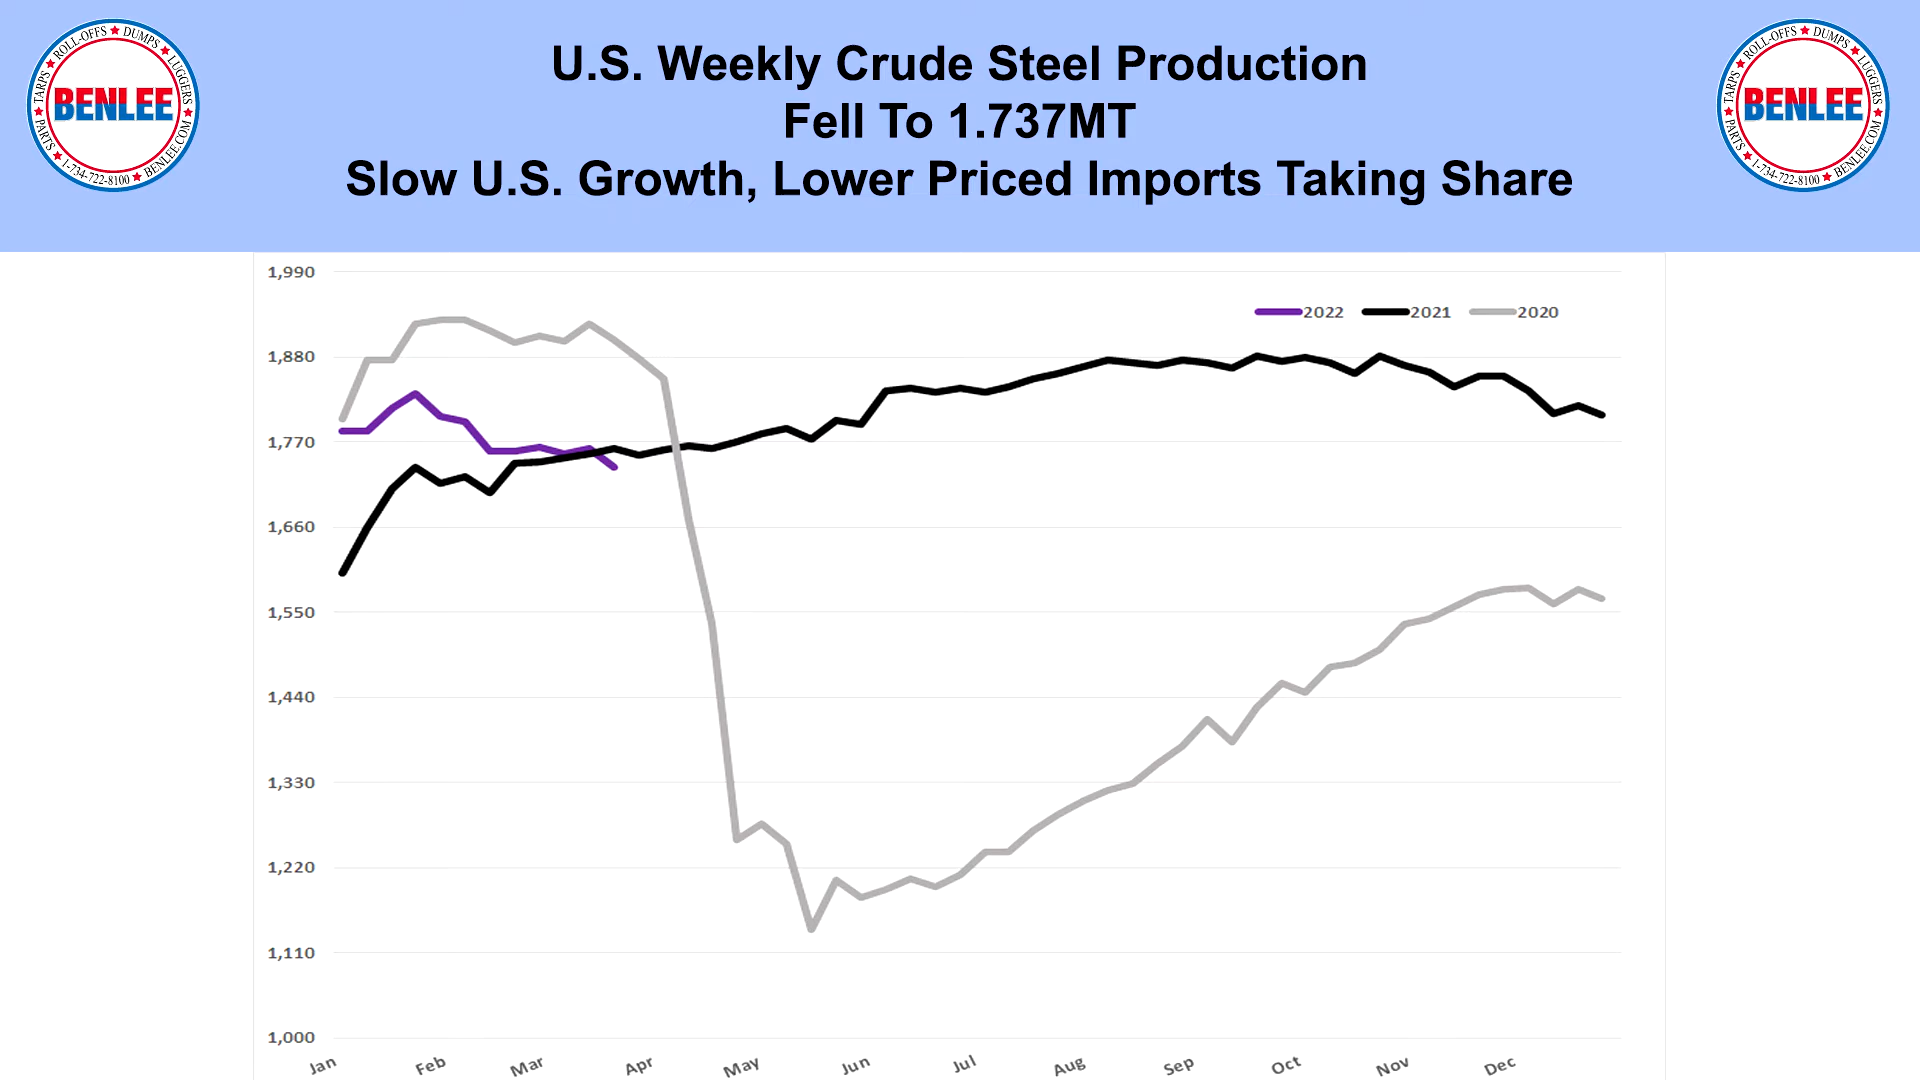 U.S. Weekly Crude Steel Production
Fell To 1.737MT
Slow U.S. Growth, Lower Priced Imports Taking Share
TARPS ★ ROLL-OFFS ★ DUMPS ★ LUGGERS ★
BENLEE
PARTS ★ 1-734-722-8100 ★ BENLEE.COM ★
TARPS ★ ROLL-OFFS ★ DUMPS ★ LUGGERS ★
BENLEE
PARTS ★ 1-734-722-8100 ★ BENLEE.COM ★
2022 2021 2020
1,990
1,880
1,770
1,660
1,550
1,440
1,330
1,220
1,110
1,000
Jan Feb Mar Apr May Jun Jul Aug Sep Oct Nov Dec